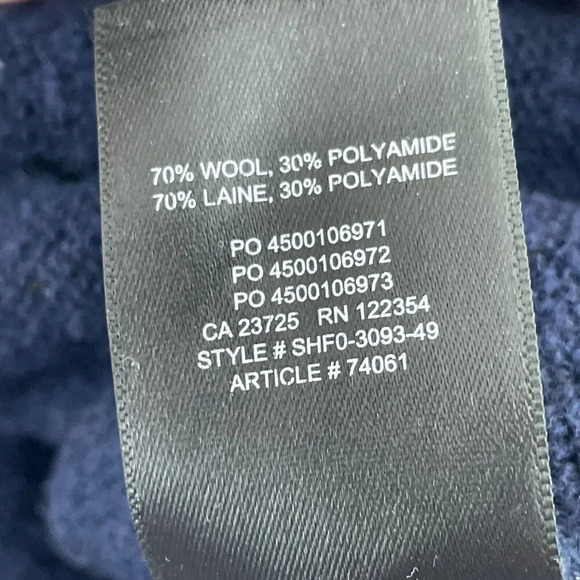 70% WOOL, 30% POLYAMIDE
70% LAINE, 30% POLYAMIDE
PO 4500106971
PO 4500106972
PO 4500106973
CA 23725 RN 122354
STYLE # SHF0-3093-49
ARTICLE # 74061